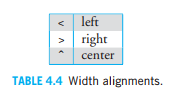 < left
> right
^ center
TABLE 4.4 Width alignments.